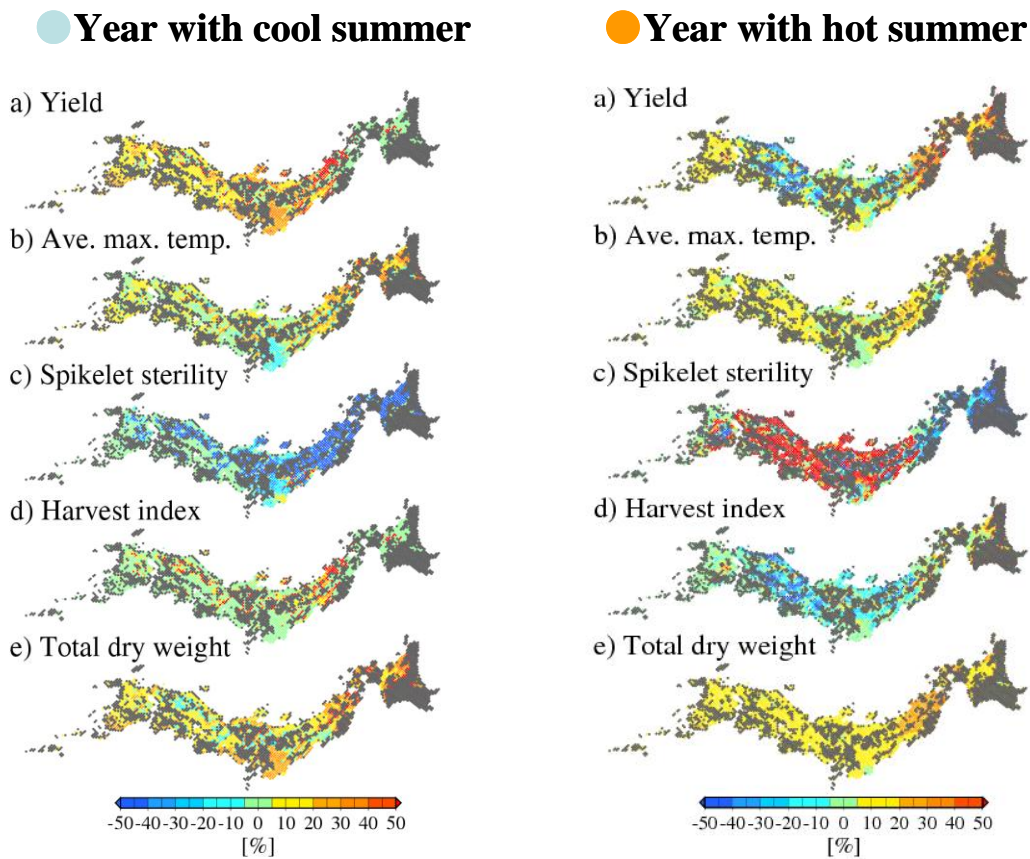 Year with cool summer
a) Yield
b) Ave. max. temp.
c) Spikelet sterility
d) Harvest index
e) Total dry weight
-50 -40 -30 -20 -10 0 10 20 30 40 50
[%]
Year with hot summer
a) Yield
b) Ave. max. temp.
c) Spikelet sterility
d) Harvest index
e) Total dry weight
-50 -40 -30 -20 -10 0 10 20 30 40 50
[%]